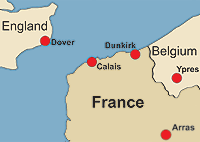 England
Dover
Dunkirk
Belgium
Calais
Ypres
France
Arras